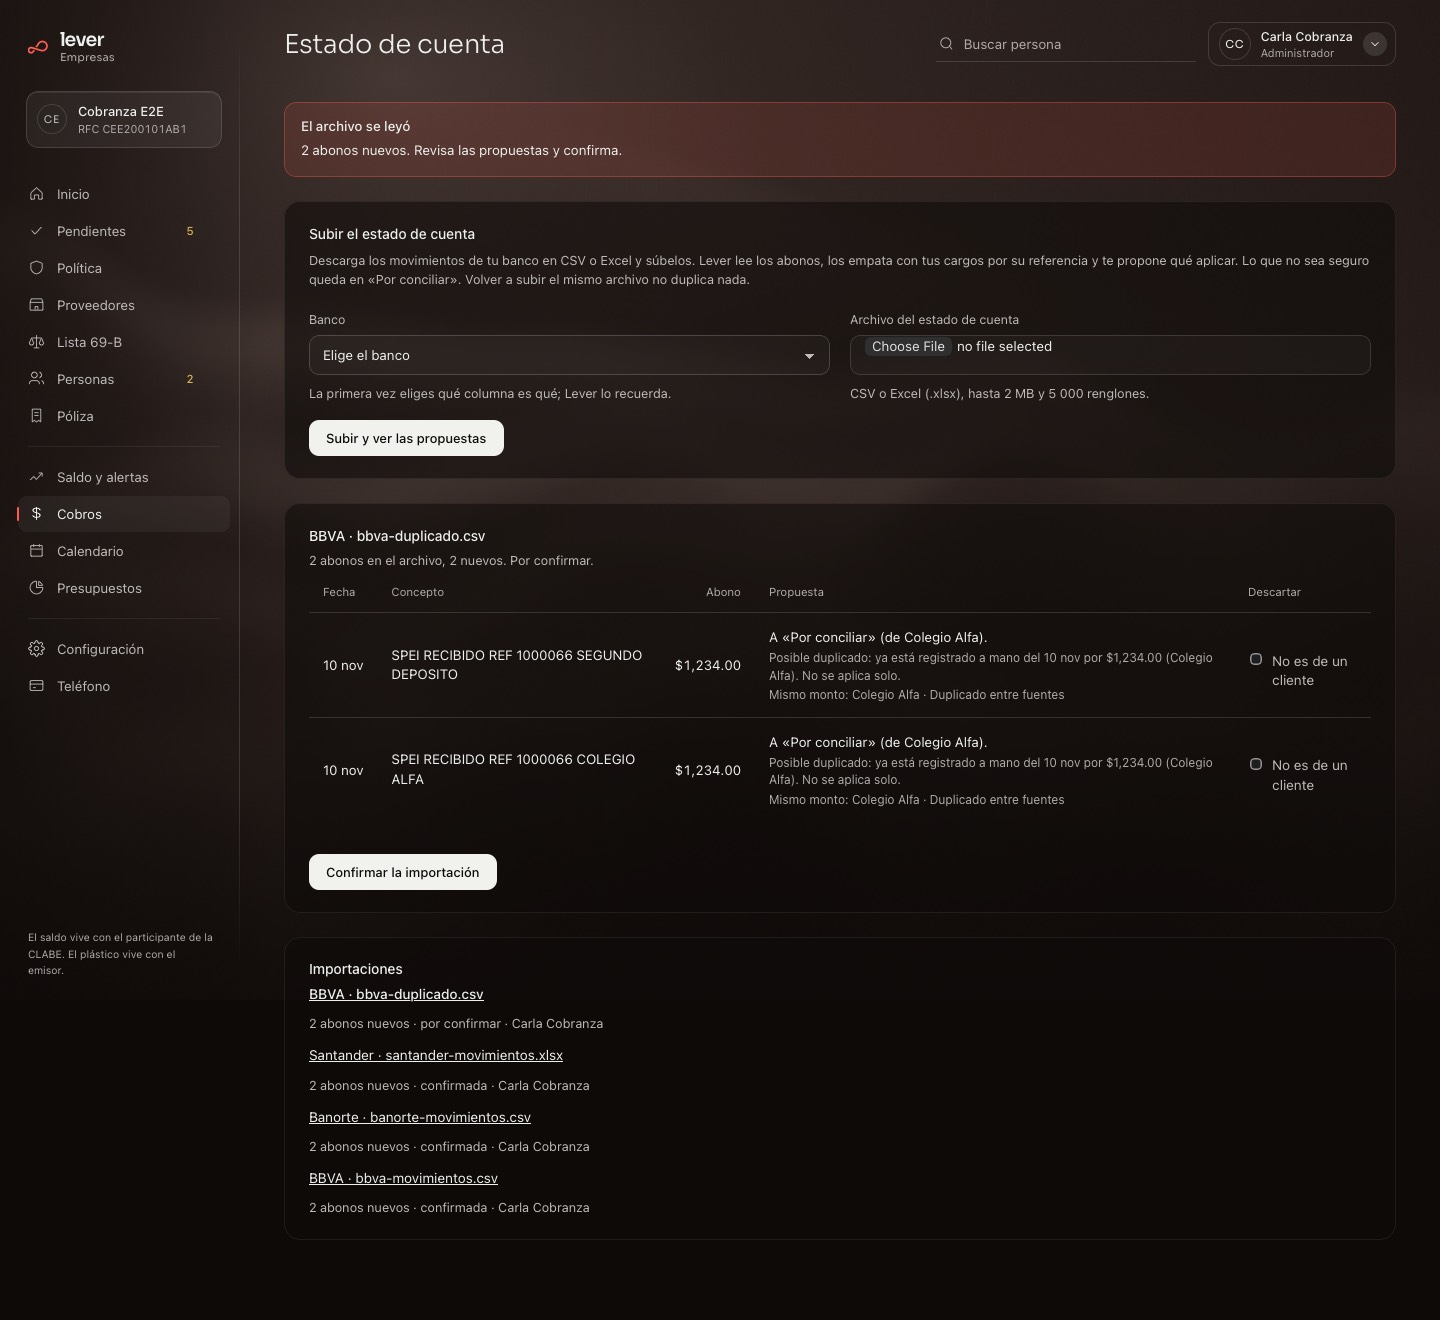 lever
Empresas
Estado de cuenta
Buscar persona
CC
Carla Cobranza
Administrador
CE
Cobranza E2E
RFC CEE200101AB1
Inicio
Pendientes 5
Política
Proveedores
Lista 69-B
Personas 2
Póliza
Saldo y alertas
Cobros
Calendario
Presupuestos
Configuración
Teléfono
El saldo vive con el participante de la
CLABE. El plástico vive con el
emisor.
El archivo se leyó
2 abonos nuevos. Revisa las propuestas y confirma.
Subir el estado de cuenta
Descarga los movimientos de tu banco en CSV o Excel y súbelos. Lever lee los abonos, los empata con tus cargos por su referencia y te propone qué aplicar. Lo que no sea seguro
queda en «Por conciliar». Volver a subir el mismo archivo no duplica nada.
Banco
Elige el banco
La primera vez eliges qué columna es qué; Lever lo recuerda.
Archivo del estado de cuenta
Choose File no file selected
CSV o Excel (.xlsx), hasta 2 MB y 5 000 renglones.
Subir y ver las propuestas
BBVA · bbva-duplicado.csv
2 abonos en el archivo, 2 nuevos. Por confirmar.
Fecha Concepto Abono Propuesta Descartar
10 nov
SPEI RECIBIDO REF 1000066 SEGUNDO
DEPOSITO
$1,234.00
A «Por conciliar» (de Colegio Alfa).
Posible duplicado: ya está registrado a mano del 10 nov por $1,234.00 (Colegio
Alfa). No se aplica solo.
Mismo monto: Colegio Alfa · Duplicado entre fuentes
No es de un
cliente
10 nov
SPEI RECIBIDO REF 1000066 COLEGIO
ALFA
$1,234.00
A «Por conciliar» (de Colegio Alfa).
Posible duplicado: ya está registrado a mano del 10 nov por $1,234.00 (Colegio
Alfa). No se aplica solo.
Mismo monto: Colegio Alfa · Duplicado entre fuentes
No es de un
cliente
Confirmar la importación
Importaciones
BBVA · bbva-duplicado.csv
2 abonos nuevos · por confirmar · Carla Cobranza
Santander · santander-movimientos.xlsx
2 abonos nuevos · confirmada · Carla Cobranza
Banorte · banorte-movimientos.csv
2 abonos nuevos · confirmada · Carla Cobranza
BBVA · bbva-movimientos.csv
2 abonos nuevos · confirmada · Carla Cobranza